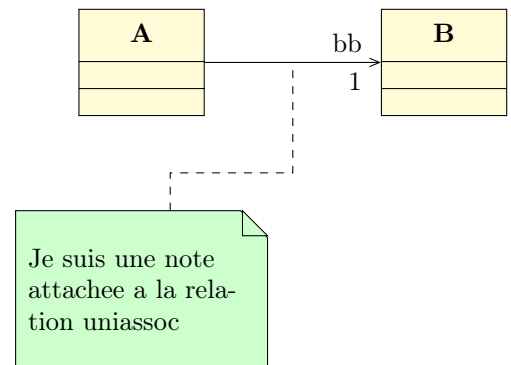 A
bb
B
1
Je suis une note
attachee a la rela-
tion uniassoc